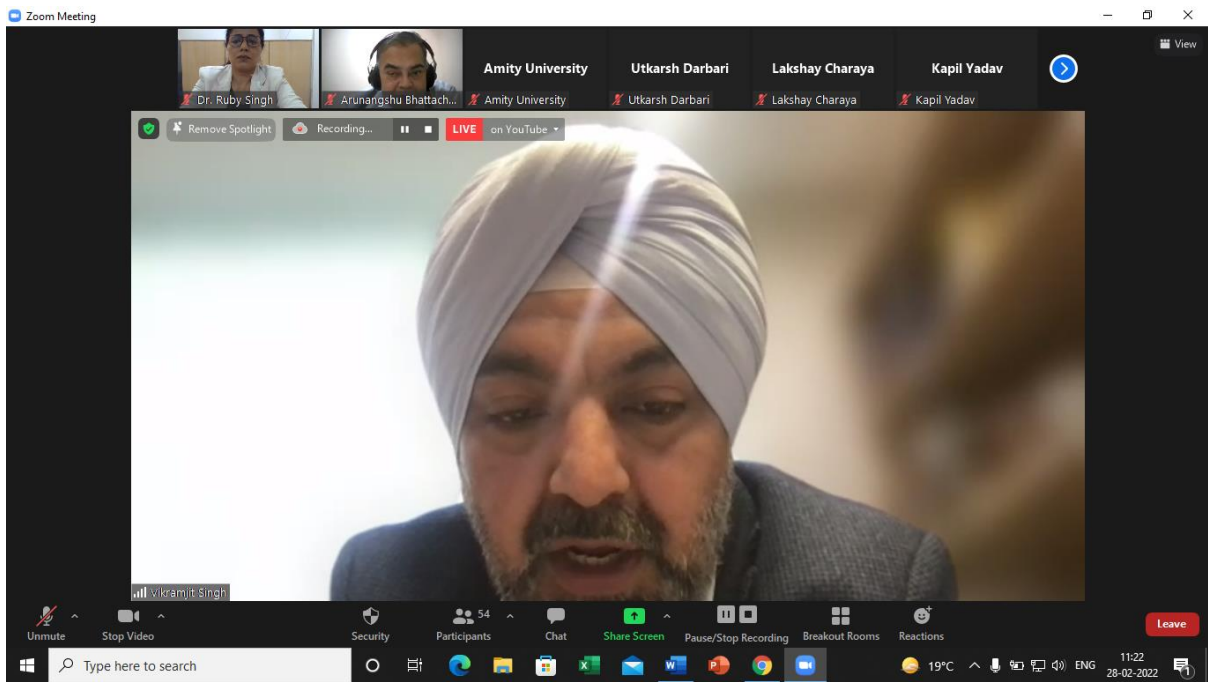 Zoom Meeting
View
Amity University
Utkarsh Darbari
Lakshay Charaya
Kapil Yadav
Dr. Ruby Singh
Arunangshu Bhattach...
Amity University
Utkarsh Darbari
Lakshay Charaya
Kapil Yadav
Remove Spotlight
Recording...
LIVE on YouTube
Vikramjit Singh
54
Unmute
Stop Video
Security
Participants
Chat
Share Screen
Pause/Stop Recording
Breakout Rooms
Reactions
Leave
Type here to search
19°C
ENG
11:22
28-02-2022
1